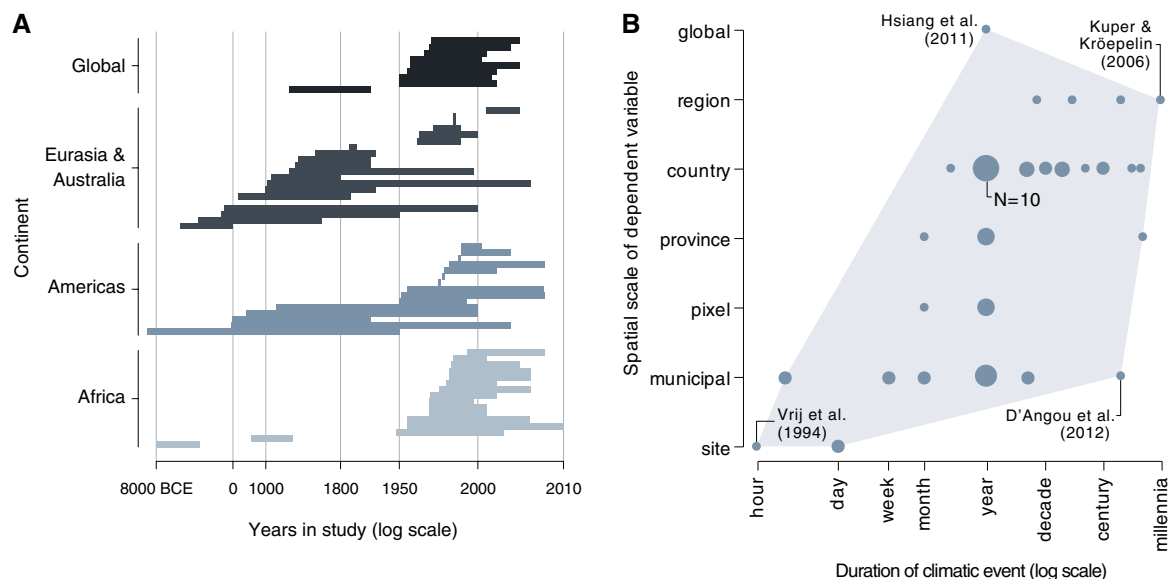 A
Continent
Global
Eurasia &
Australia
Americas
Africa
8000 BCE 0 1000 1800 1950 2000 2010
Years in study (log scale)
B
Spatial scale of dependent variable
global
region
country
province
pixel
municipal
site
Hsiang et al.
(2011)
Kuper &
Kröepelin
(2006)
N=10
Vrij et al.
(1994)
D'Angou et al.
(2012)
hour
day
week
month
year
decade
century
millennia
Duration of climatic event (log scale)